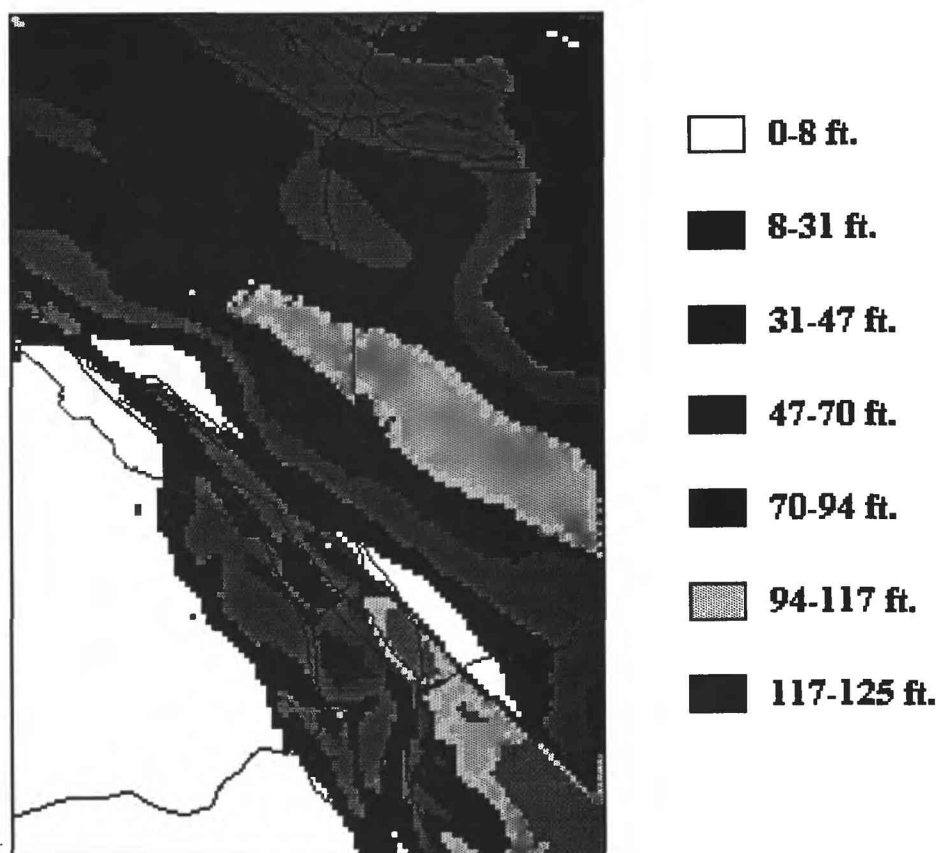 0-8 ft.
8-31 ft.
31-47 ft.
47-70 ft.
70-94 ft.
94-117 ft.
117-125 ft.